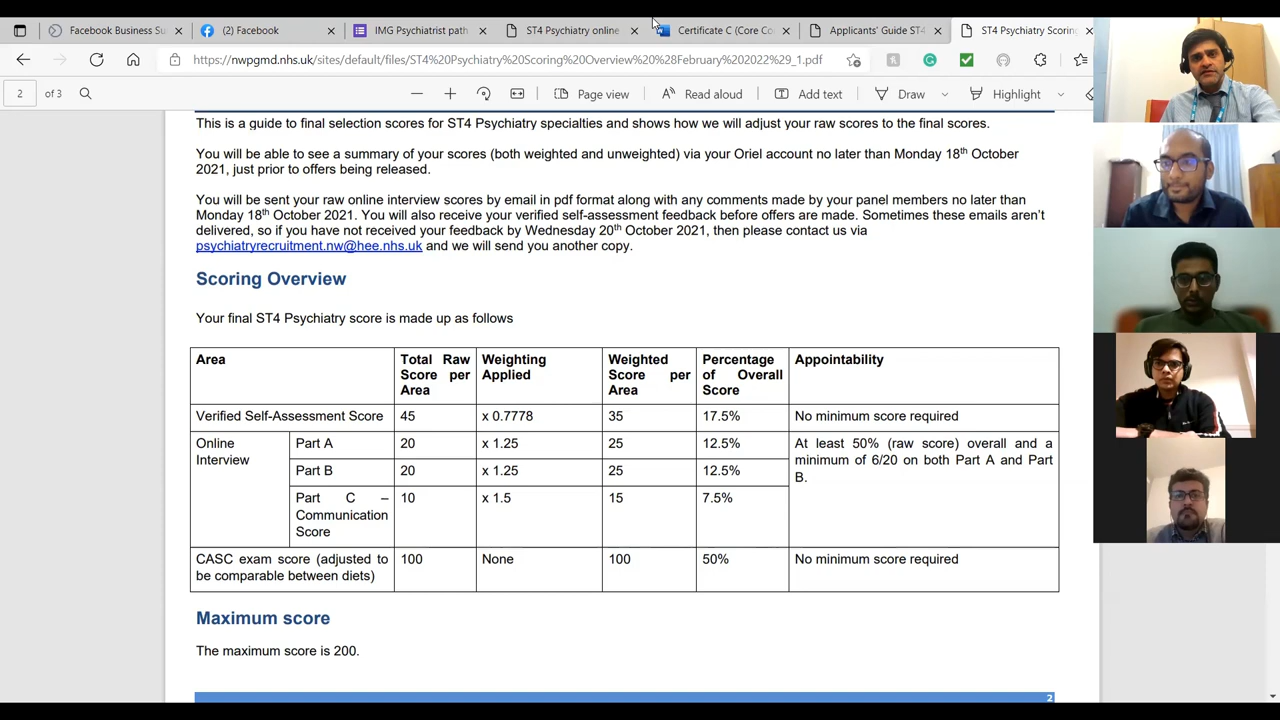 Facebook Business Su
(2) Facebook
IMG Psychiatrist path
ST4 Psychiatry online
Certificate C (Core Co
Applicants' Guide ST4
ST4 Psychiatry Scoring
https://nwpgmd.nhs.uk/sites/default/files/ST4%20Psychiatry%20Scoring%20Overview%20%28February%202022%29_1.pdf
2 of 3
Page view
Read aloud
Add text
Draw
Highlight
This is a guide to final selection scores for ST4 Psychiatry specialties and shows how we will adjust your raw scores to the final scores.
You will be able to see a summary of your scores (both weighted and unweighted) via your Oriel account no later than Monday 18th October
2021, just prior to offers being released.
You will be sent your raw online interview scores by email in pdf format along with any comments made by your panel members no later than
Monday 18th October 2021. You will also receive your verified self-assessment feedback before offers are made. Sometimes these emails aren't
delivered, so if you have not received your feedback by Wednesday 20th October 2021, then please contact us via
psychiatryrecruitment.nw@hee.nhs.uk and we will send you another copy.
Scoring Overview
Your final ST4 Psychiatry score is made up as follows
Area
Total Raw
Score per
Area
Weighting
Applied
Weighted
Score per
Area
Percentage
of Overall
Score
Appointability
Verified Self-Assessment Score
45
x 0.7778
35
17.5%
No minimum score required
Online
Interview
Part A
20
x 1.25
25
12.5%
At least 50% (raw score) overall and a
minimum of 6/20 on both Part A and Part
B.
Part B
20
x 1.25
25
12.5%
Part C –
Communication
Score
10
x 1.5
15
7.5%
CASC exam score (adjusted to
be comparable between diets)
100
None
100
50%
No minimum score required
Maximum score
The maximum score is 200.
2